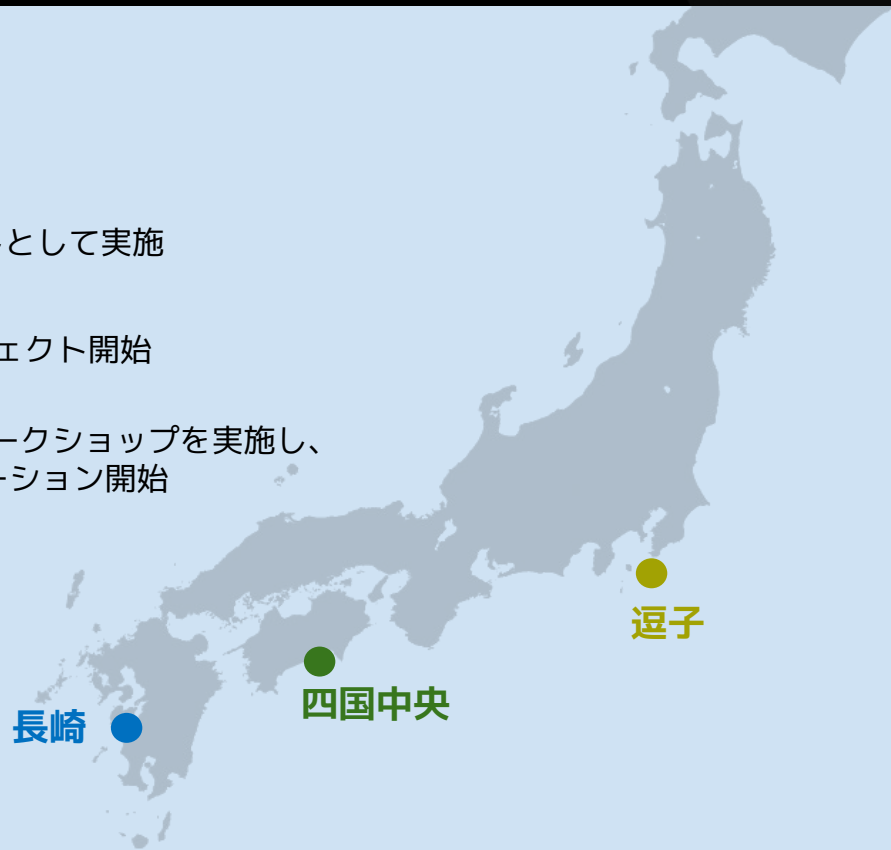 として実施
ェクト開始
ークショップを実施し、
ーション開始
逗子
四国中央
長崎